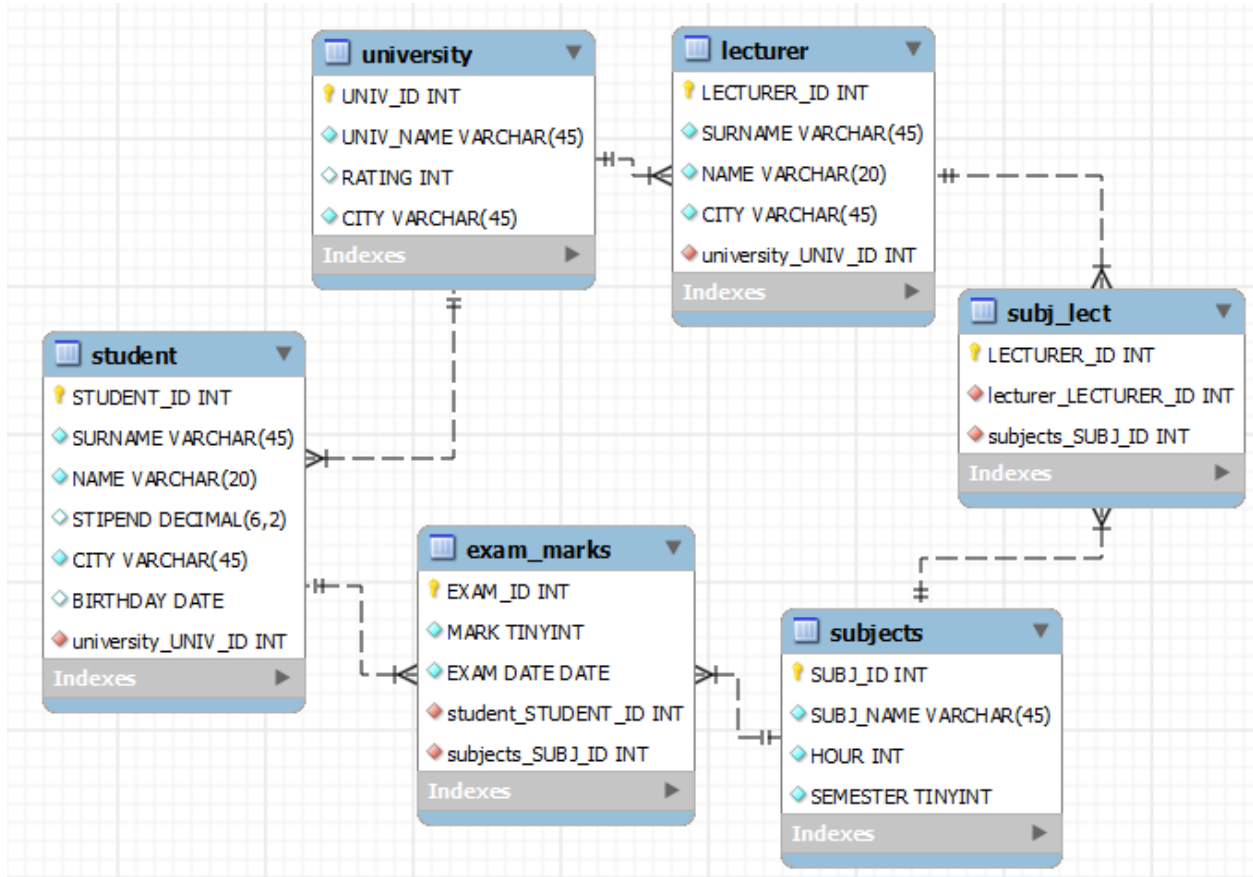 university
UNIV_ID INT
UNIV_NAME VARCHAR(45)
RATING INT
CITY VARCHAR(45)
Indexes
lecturer
LECTURER_ID INT
SURNAME VARCHAR(45)
NAME VARCHAR(20)
CITY VARCHAR(45)
university_UNIV_ID INT
Indexes
subj_lect
LECTURER_ID INT
lecturer_LECTURER_ID INT
subjects_SUBJ_ID INT
Indexes
student
STUDENT_ID INT
SURNAME VARCHAR(45)
NAME VARCHAR(20)
STIPEND DECIMAL(6,2)
CITY VARCHAR(45)
BIRTHDAY DATE
university_UNIV_ID INT
Indexes
exam_marks
EXAM_ID INT
MARK TINYINT
EXAM DATE DATE
student_STUDENT_ID INT
subjects_SUBJ_ID INT
Indexes
subjects
SUBJ_ID INT
SUBJ_NAME VARCHAR(45)
HOUR INT
SEMESTER TINYINT
Indexes